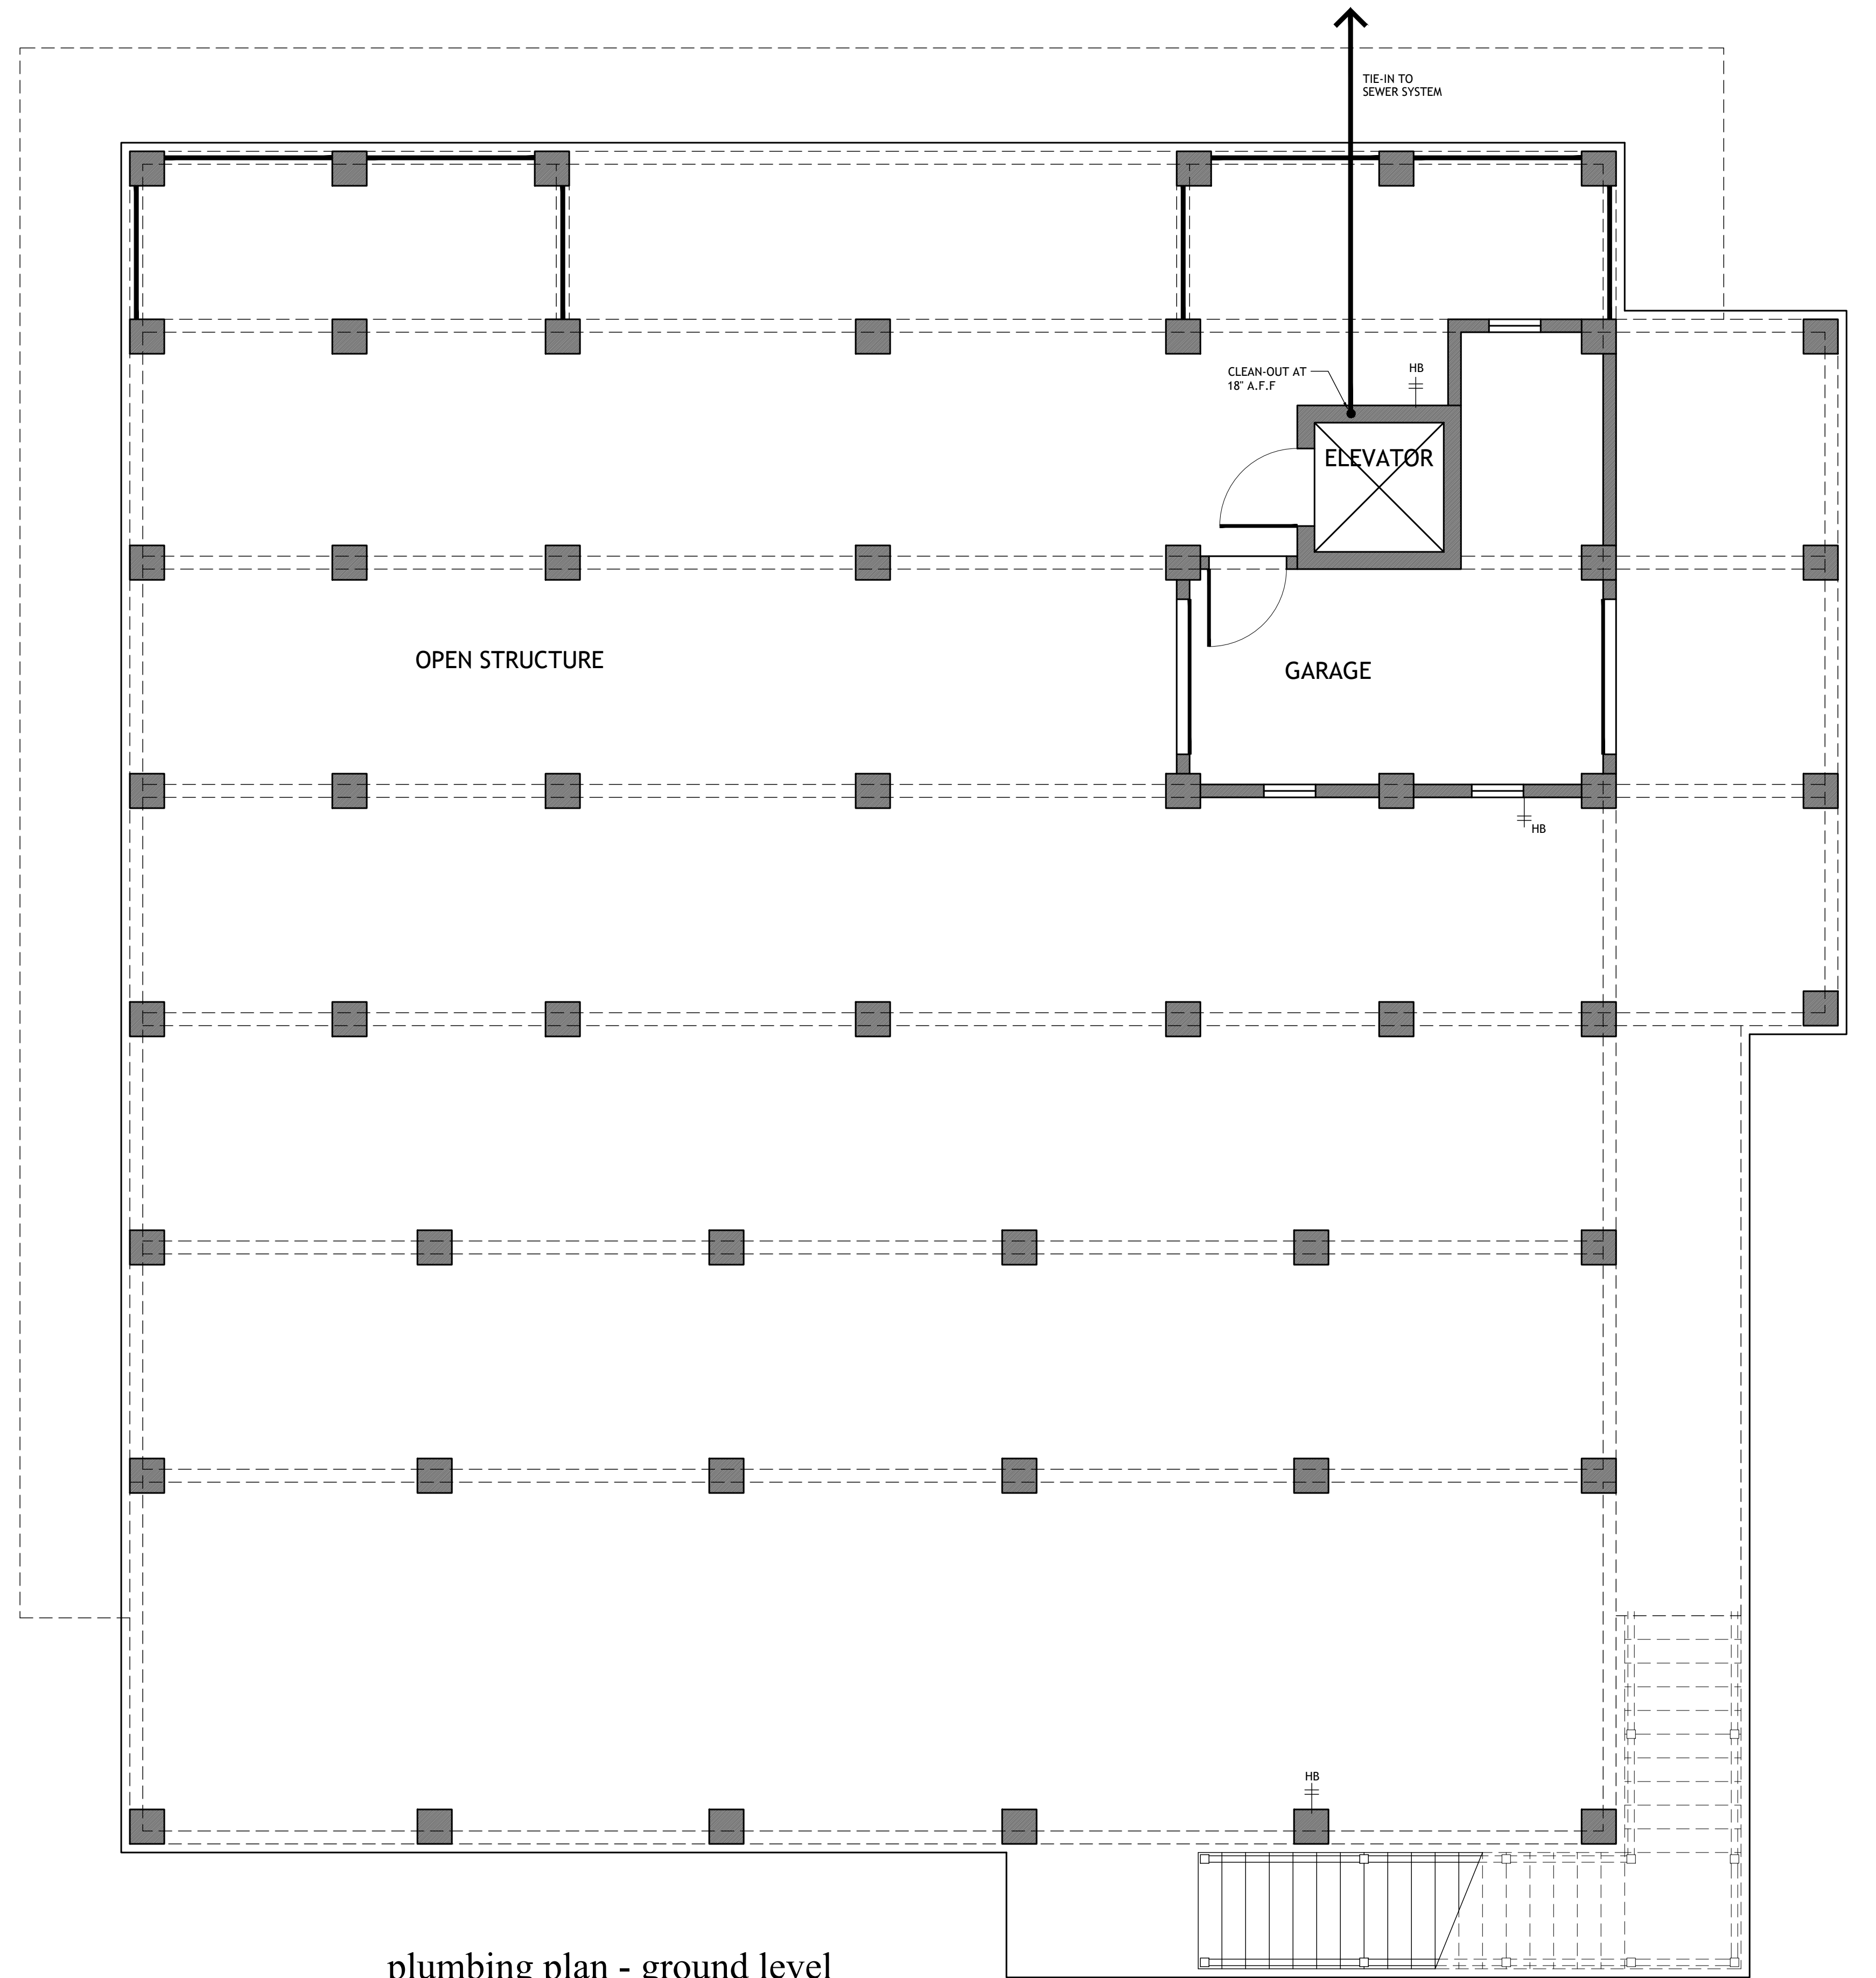 TIE-IN TO
SEWER SYSTEM
CLEAN-OUT AT
18" A.F.F
HB
ELEVATOR
OPEN STRUCTURE
GARAGE
HB
HB
plumbing plan - ground level